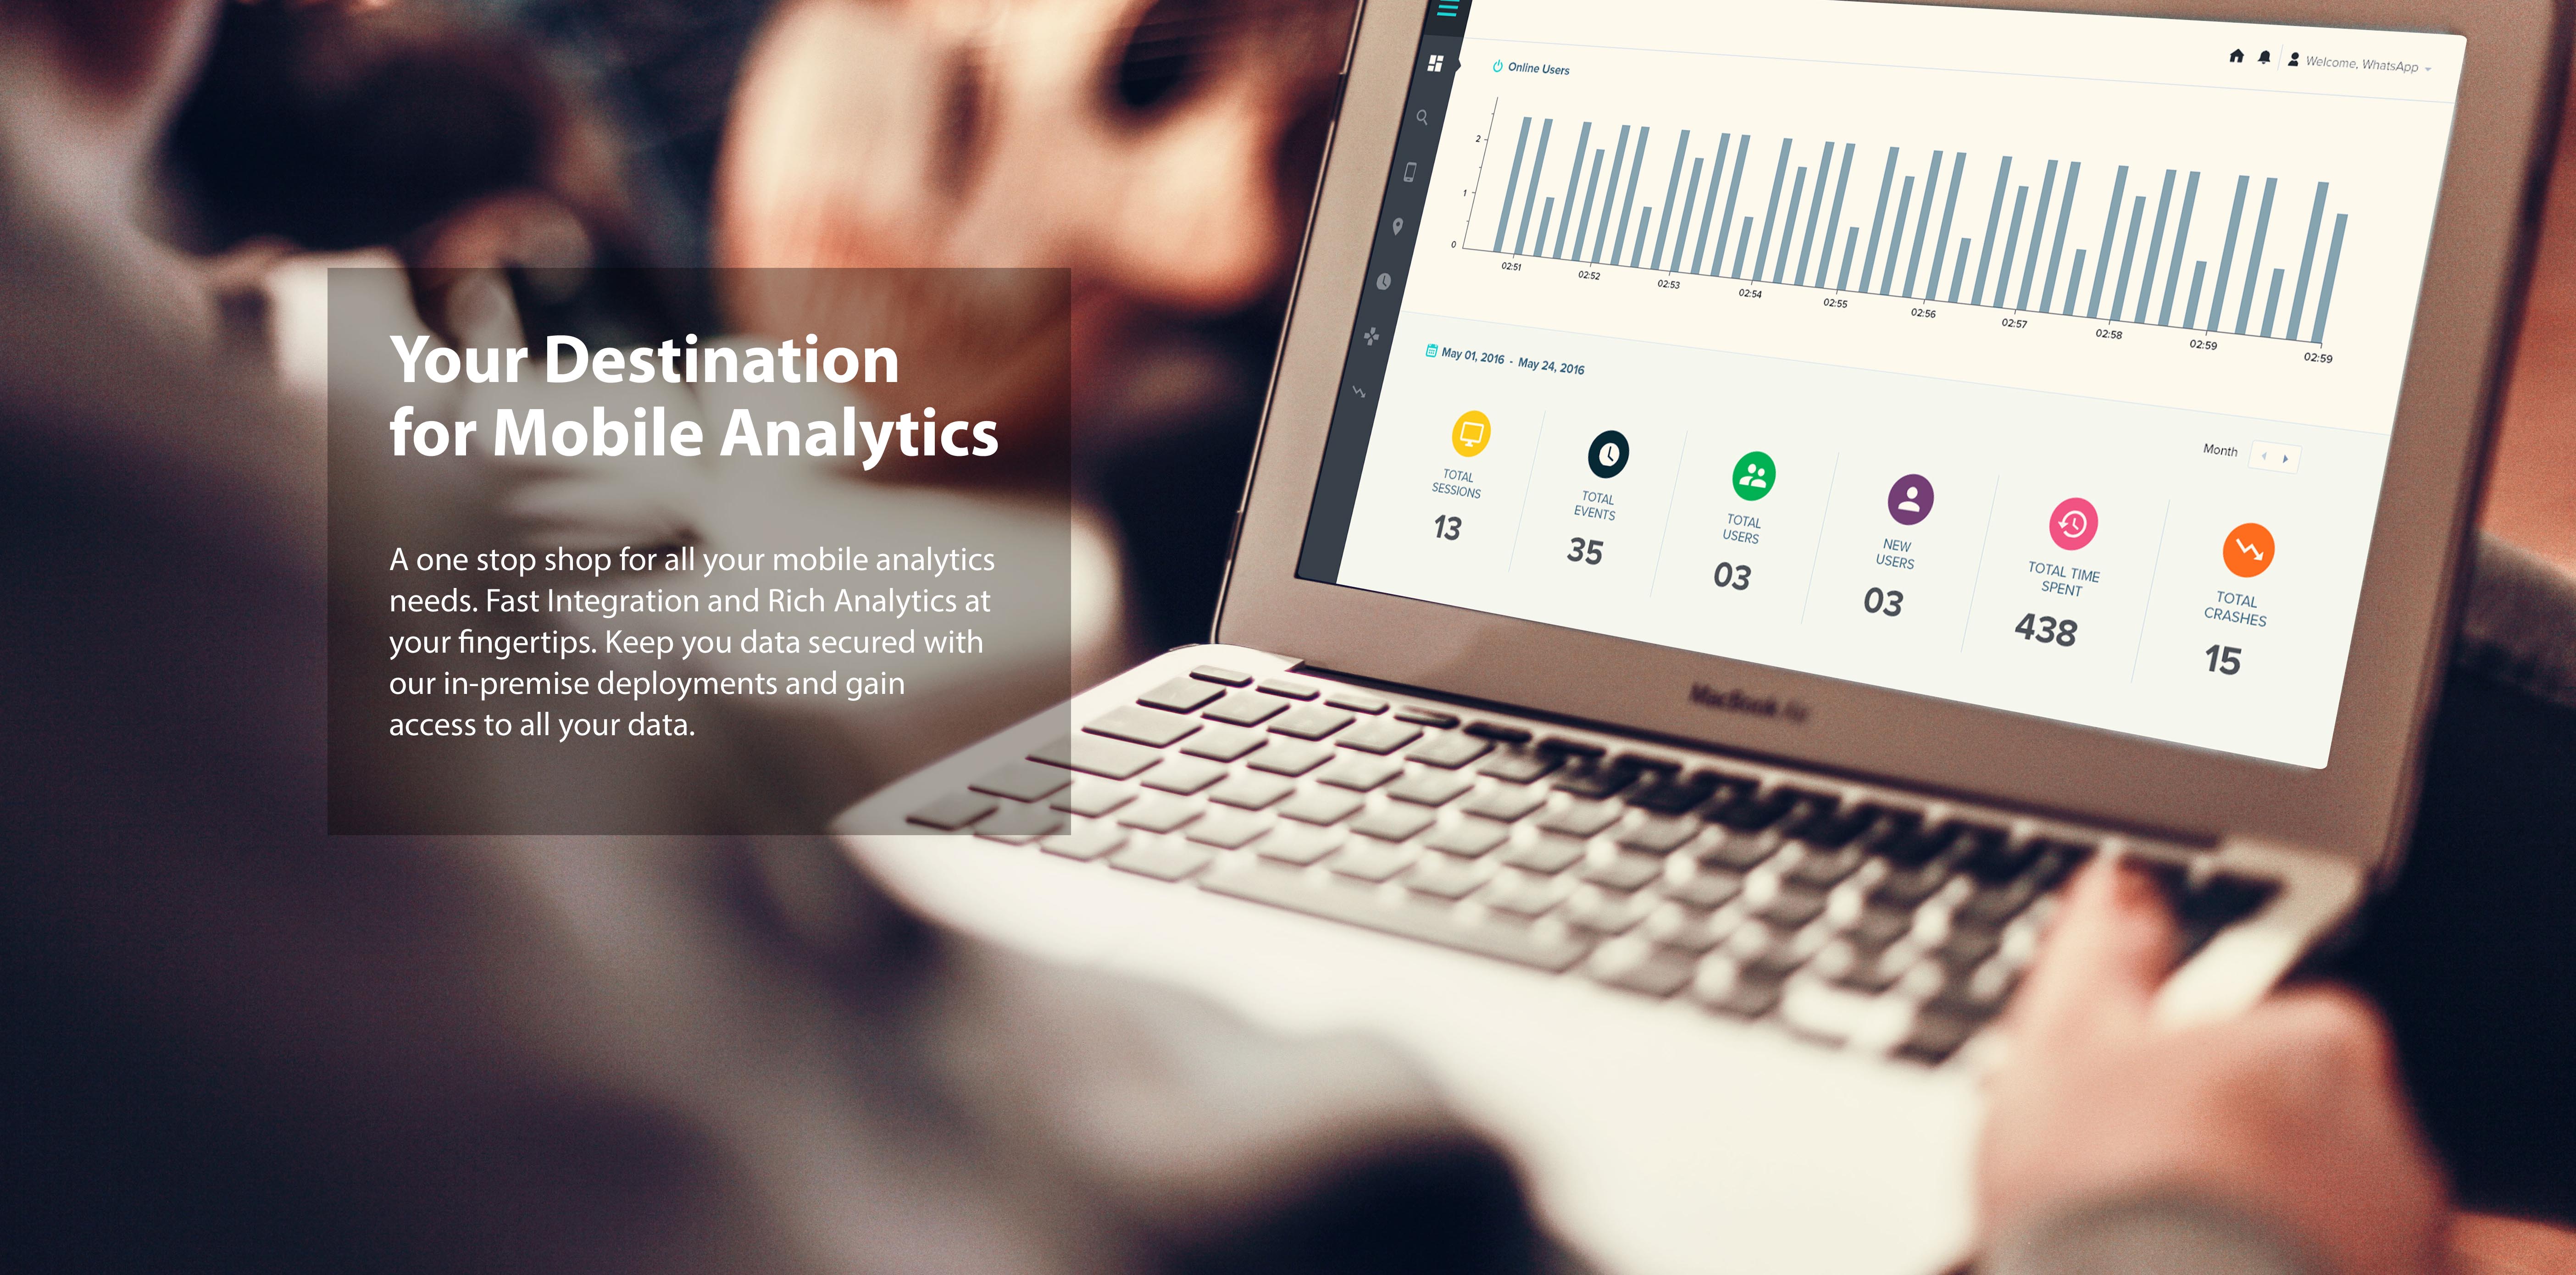 Your Destination
for Mobile Analytics
A one stop shop for all your mobile analytics
needs. Fast Integration and Rich Analytics at
your fingertips. Keep you data secured with
our in-premise deployments and gain
access to all your data.
Welcome, WhatsApp
Online Users
2
1
0
02:51 02:52 02:53 02:54 02:55 02:56 02:57 02:58 02:59 02:59
May 01, 2016 - May 24, 2016
Month
TOTAL
SESSIONS
13
TOTAL
EVENTS
35
TOTAL
USERS
03
NEW
USERS
03
TOTAL TIME
SPENT
438
TOTAL
CRASHES
15
MacBook Air